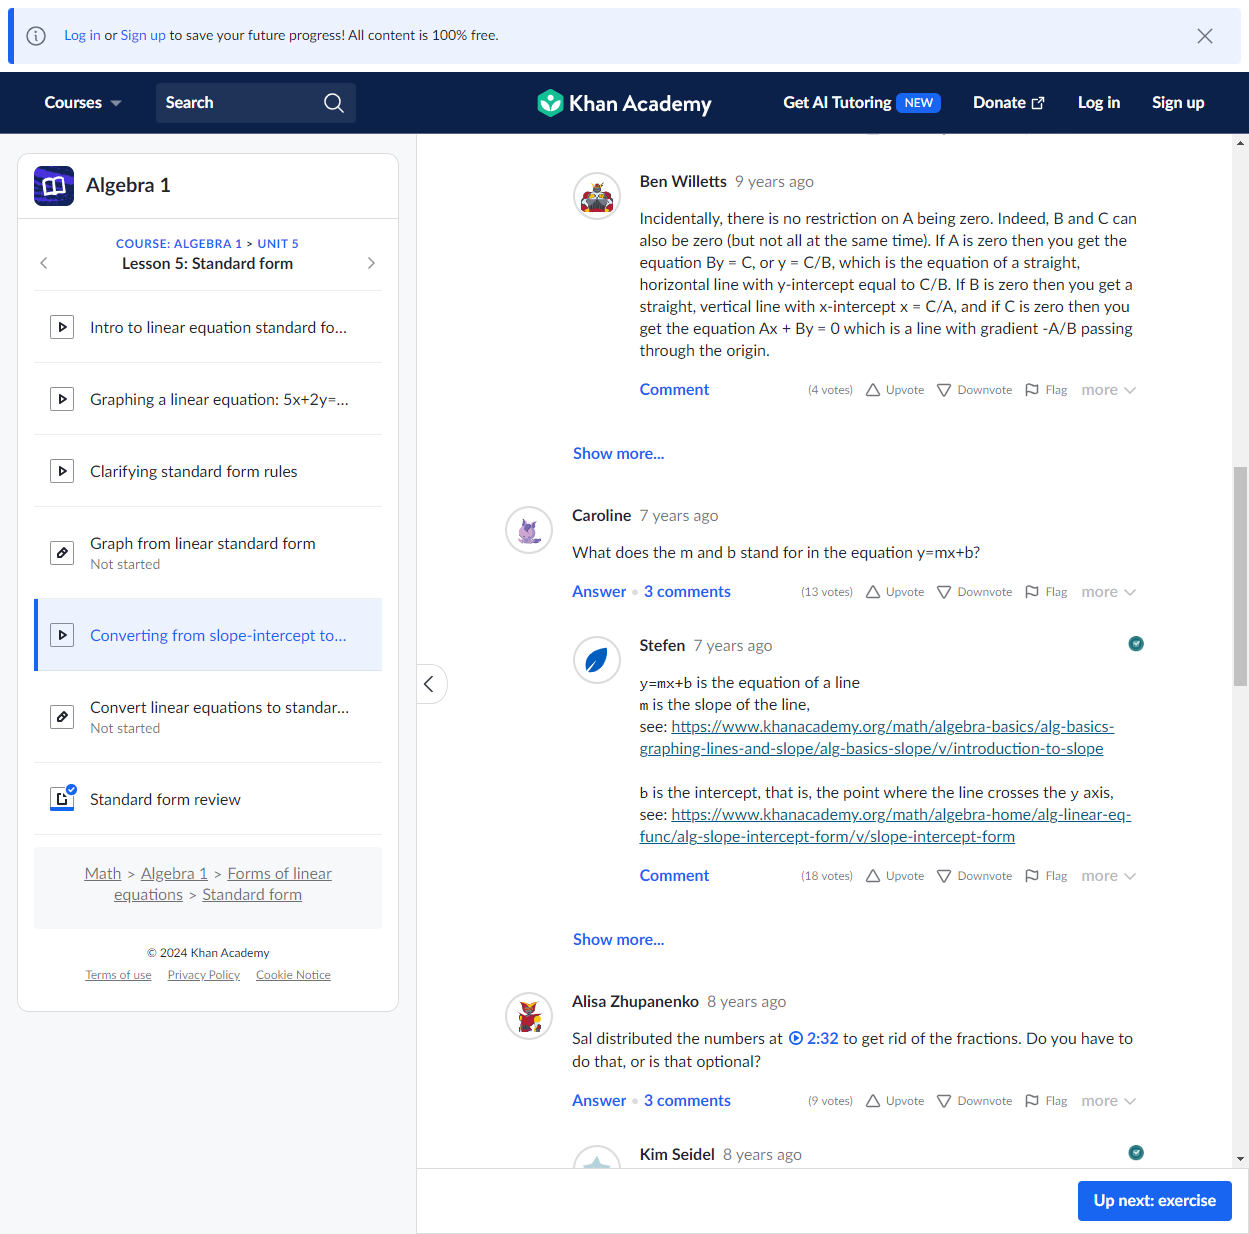 Log in or Sign up to save your future progress! All content is 100% free.
Courses
Search
Khan Academy
Get AI Tutoring NEW
Donate
Log in
Sign up
Algebra 1
COURSE: ALGEBRA 1 > UNIT 5
Lesson 5: Standard form
Intro to linear equation standard fo...
Graphing a linear equation: 5x+2y=...
Clarifying standard form rules
Graph from linear standard form
Not started
Converting from slope-intercept to...
Convert linear equations to standar...
Not started
Standard form review
Math > Algebra 1 > Forms of linear
equations > Standard form
© 2024 Khan Academy
Terms of use Privacy Policy Cookie Notice
Ben Willetts 9 years ago
Incidentally, there is no restriction on A being zero. Indeed, B and C can
also be zero (but not all at the same time). If A is zero then you get the
equation By = C, or y = C/B, which is the equation of a straight,
horizontal line with y-intercept equal to C/B. If B is zero then you get a
straight, vertical line with x-intercept x = C/A, and if C is zero then you
get the equation Ax + By = 0 which is a line with gradient -A/B passing
through the origin.
Comment (4 votes) Upvote Downvote Flag more
Show more...
Caroline 7 years ago
What does the m and b stand for in the equation y=mx+b?
Answer • 3 comments (13 votes) Upvote Downvote Flag more
Stefen 7 years ago
y=mx+b is the equation of a line
m is the slope of the line,
see: https://www.khanacademy.org/math/algebra-basics/alg-basics-
graphing-lines-and-slope/alg-basics-slope/v/introduction-to-slope
b is the intercept, that is, the point where the line crosses the y axis,
see: https://www.khanacademy.org/math/algebra-home/alg-linear-eq-
func/alg-slope-intercept-form/v/slope-intercept-form
Comment (18 votes) Upvote Downvote Flag more
Show more...
Alisa Zhupanenko 8 years ago
Sal distributed the numbers at 2:32 to get rid of the fractions. Do you have to
do that, or is that optional?
Answer • 3 comments (9 votes) Upvote Downvote Flag more
Kim Seidel 8 years ago
Up next: exercise